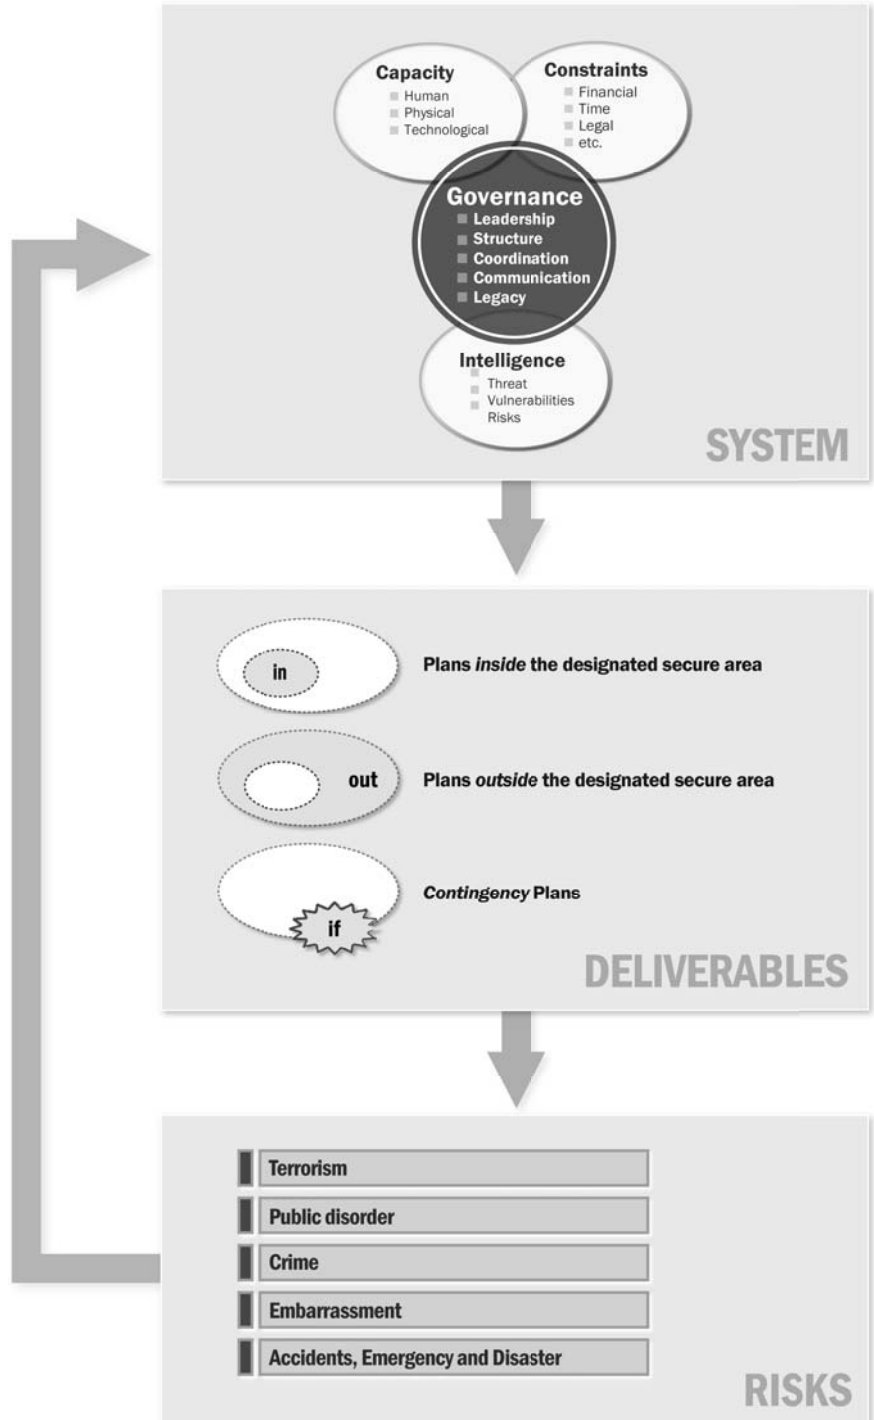 Capacity
Human
Physical
Technological
Constraints
Financial
Time
Legal
etc.
Governance
Leadership
Structure
Coordination
Communication
Legacy
Intelligence
Threat
Vulnerabilities
Risks
SYSTEM
in
Plans inside the designated secure area
out
Plans outside the designated secure area
if
Contingency Plans
DELIVERABLES
Terrorism
Public disorder
Crime
Embarrassment
Accidents, Emergency and Disaster
RISKS